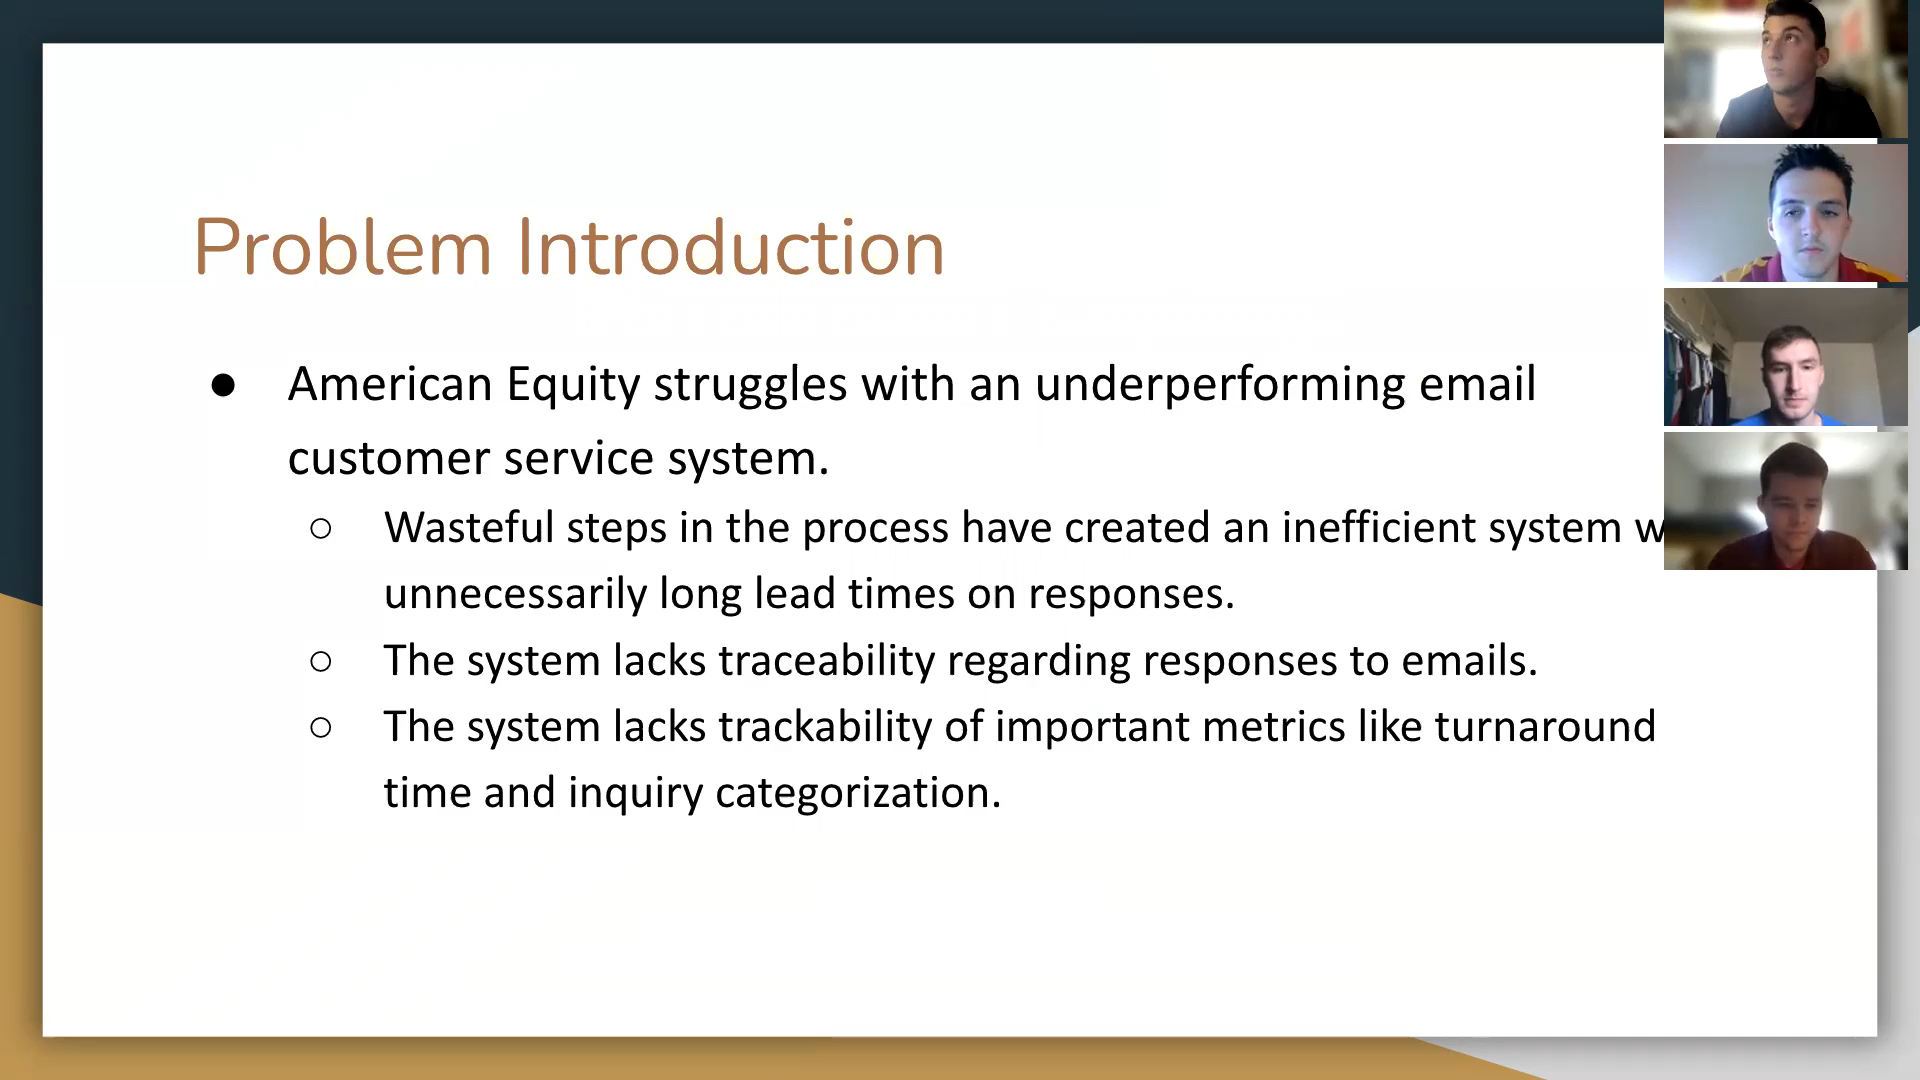 Problem Introduction
● American Equity struggles with an underperforming email
customer service system.
○ Wasteful steps in the process have created an inefficient system
unnecessarily long lead times on responses.
○ The system lacks traceability regarding responses to emails.
○ The system lacks trackability of important metrics like turnaround
time and inquiry categorization.